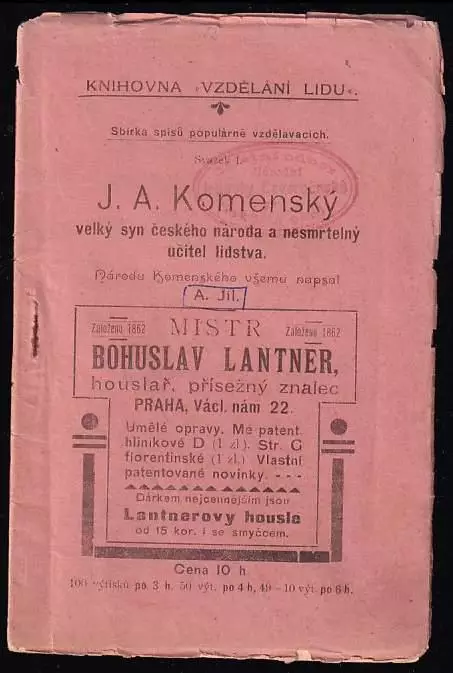 KNIHOVNA „VZDĚLÁNÍ LIDU“.
Sbírka spisů populárně vzdělávacích.
Svazek I.
J. A. Komenský
velký syn českého národa a nesmrtelný
učitel lidstva.
Národu Komenského všemu napsal
A. Jíl.
Založeno 1862 MISTR Založeno 1862
BOHUSLAV LANTNER,
houslař, přísežný znalec
PRAHA, Václ. nám 22.
Umělé opravy. Mé patent.
hliníkové D (1 zl.). Str. G
florentinské (1 zl.) Vlastní
patentované novinky. - - -
Dárkem nejcennějším jsou
Lantnerovy housle
od 15 kor. i se smyčcem.
Cena 10 h.
100 výtisků po 3 h. 50 výt. po 4 h, 49–10 výt. po 6 h.